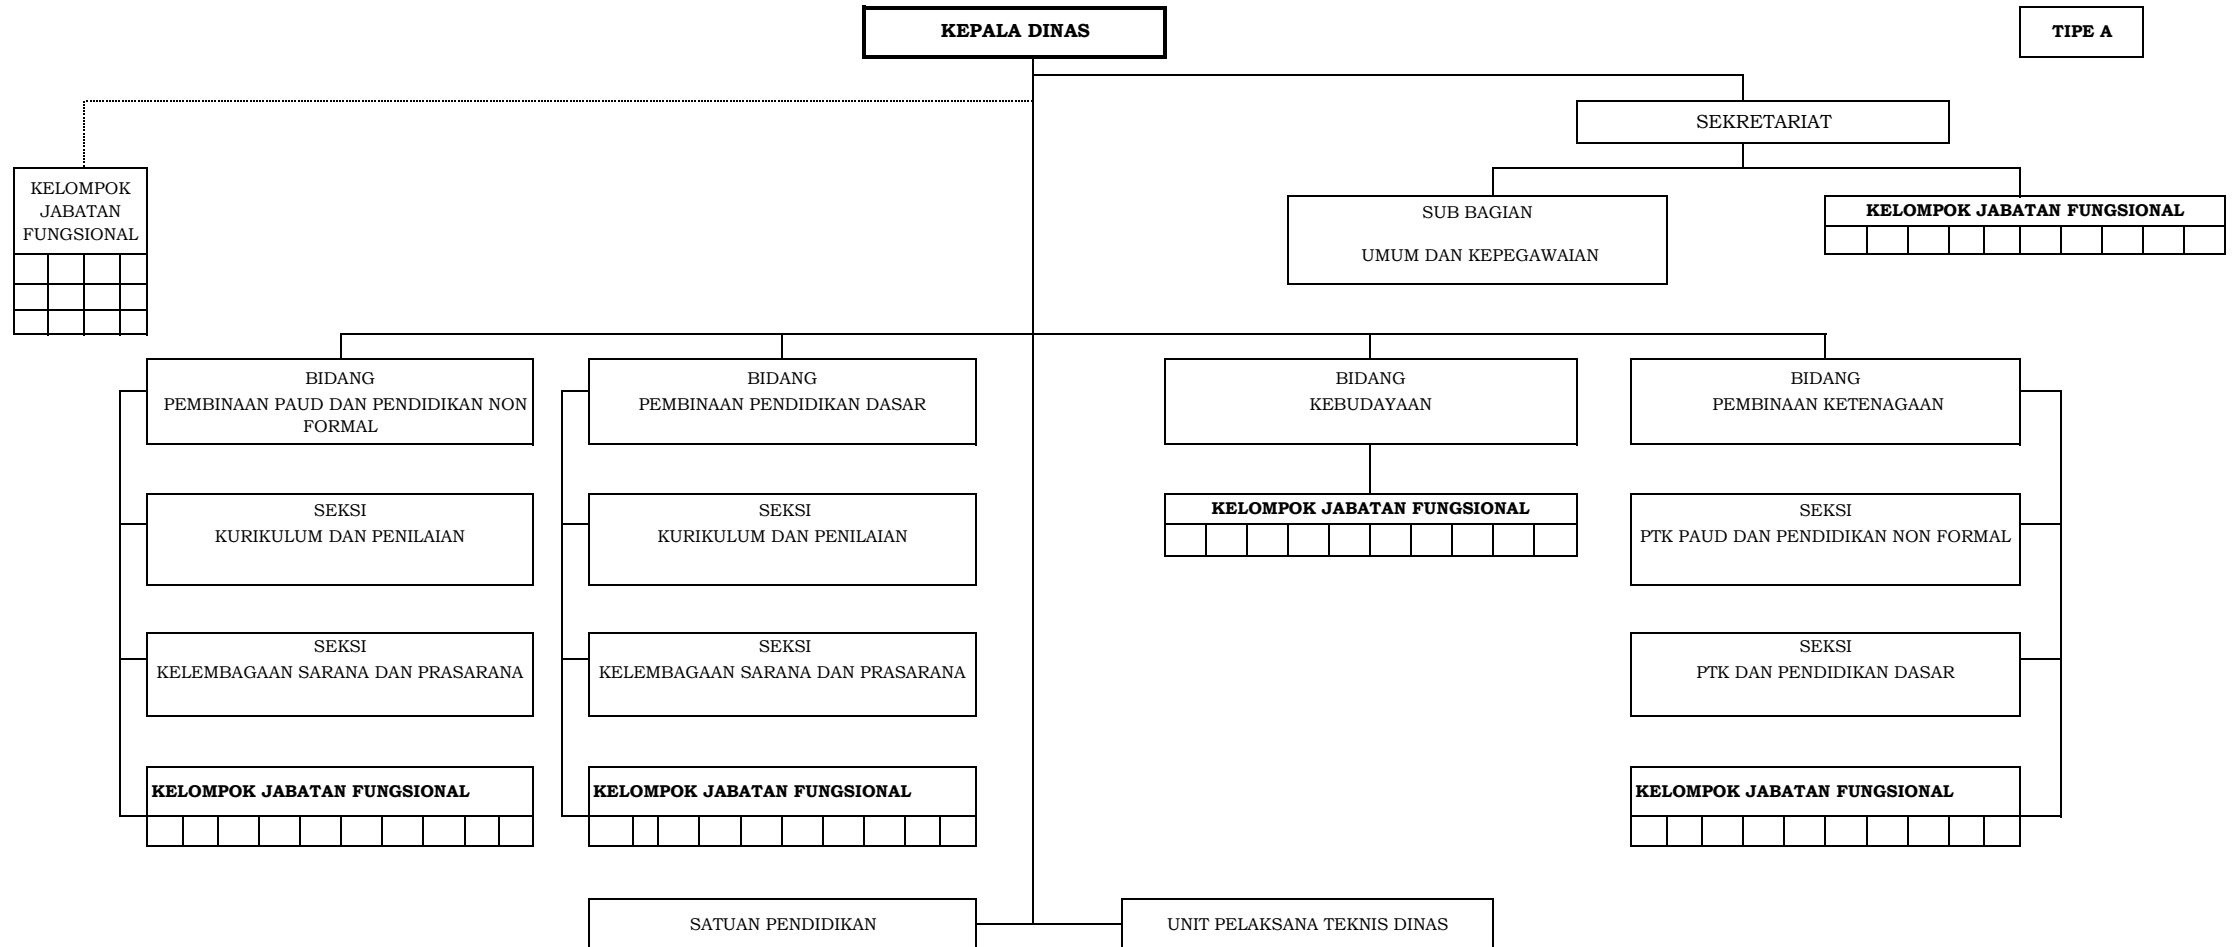 KEPALA DINAS
TIPE A
SEKRETARIAT
KELOMPOK
JABATAN
FUNGSIONAL
SUB BAGIAN
UMUM DAN KEPEGAWAIAN
KELOMPOK JABATAN FUNGSIONAL
BIDANG
PEMBINAAN PAUD DAN PENDIDIKAN NON
FORMAL
BIDANG
PEMBINAAN PENDIDIKAN DASAR
BIDANG
KEBUDAYAAN
BIDANG
PEMBINAAN KETENAGAAN
SEKSI
KURIKULUM DAN PENILAIAN
SEKSI
KURIKULUM DAN PENILAIAN
KELOMPOK JABATAN FUNGSIONAL
SEKSI
PTK PAUD DAN PENDIDIKAN NON FORMAL
SEKSI
KELEMBAGAAN SARANA DAN PRASARANA
SEKSI
KELEMBAGAAN SARANA DAN PRASARANA
SEKSI
PTK DAN PENDIDIKAN DASAR
KELOMPOK JABATAN FUNGSIONAL
KELOMPOK JABATAN FUNGSIONAL
KELOMPOK JABATAN FUNGSIONAL
SATUAN PENDIDIKAN
UNIT PELAKSANA TEKNIS DINAS